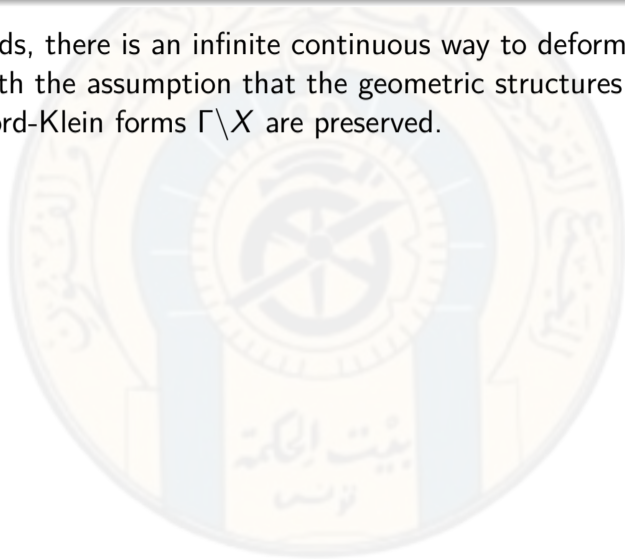 ds, there is an infinite continuous way to deform
th the assumption that the geometric structures
ord-Klein forms Γ\X are preserved.
بيت الحكمة
تونس